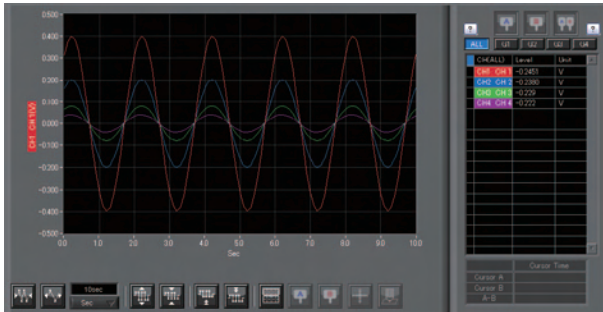 0.500
0.400
0.300
0.200
0.100
0.000
-0.100
-0.200
-0.300
-0.400
-0.500
CH1 CH 1(V)
0.0 1.0 2.0 3.0 4.0 5.0 6.0 7.0 8.0 9.0 10.0
Sec
10sec
Sec
? A B A B ?
ALL G1 G2 G3 G4
CH(ALL) Level Unit
CH1 CH 1 -0.2451 V
CH2 CH 2 -0.2380 V
CH3 CH 3 -0.229 V
CH4 CH 4 -0.222 V
Cursor Time
Cursor A
Cursor B
A-B